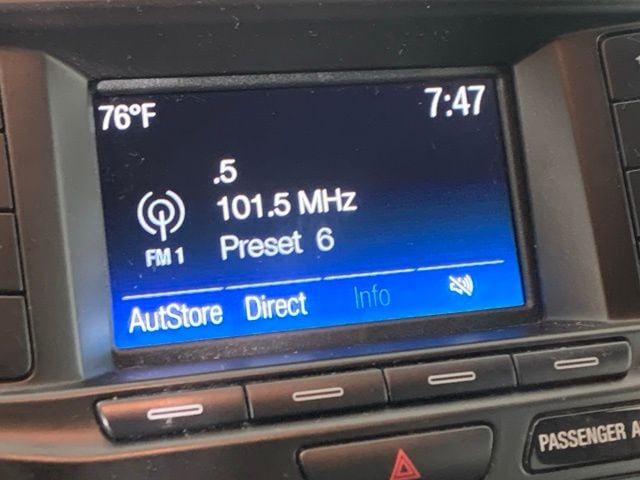 76°F 7:47
.5
101.5 MHz
FM 1 Preset 6
AutStore Direct Info
PASSENGER A